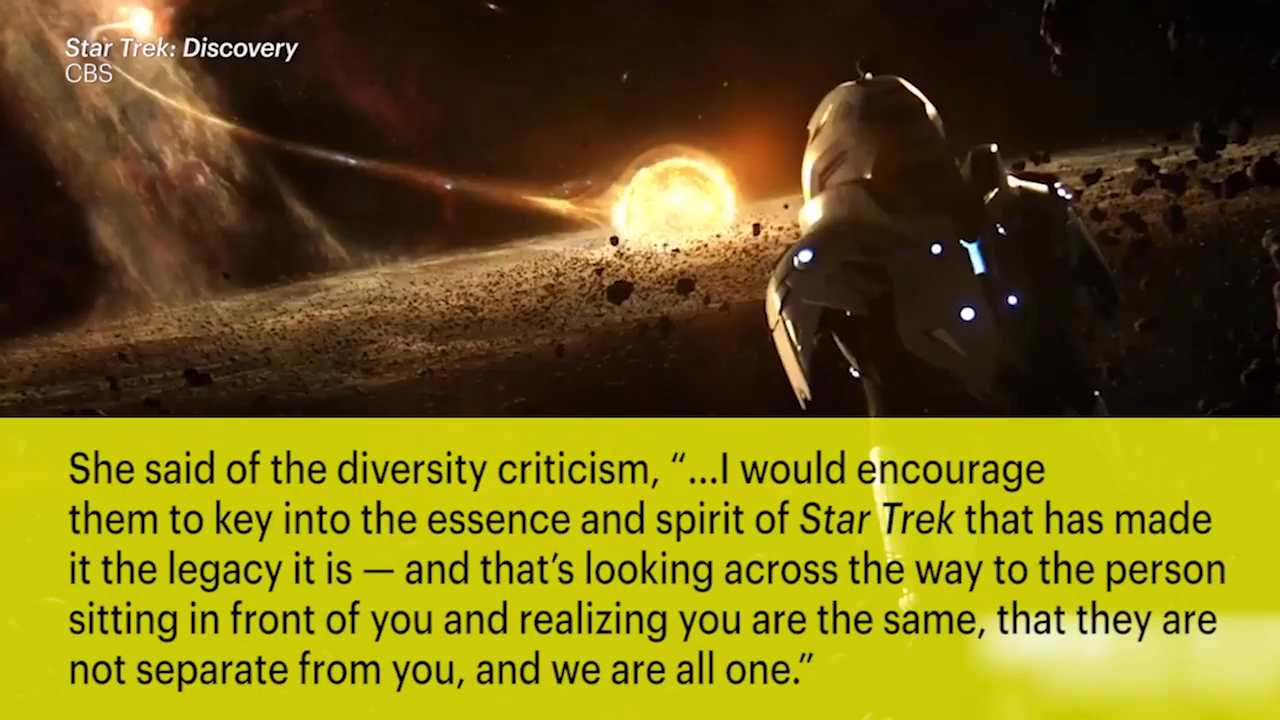 Star Trek: Discovery
CBS
She said of the diversity criticism, “...I would encourage
them to key into the essence and spirit of Star Trek that has made
it the legacy it is — and that’s looking across the way to the person
sitting in front of you and realizing you are the same, that they are
not separate from you, and we are all one.”